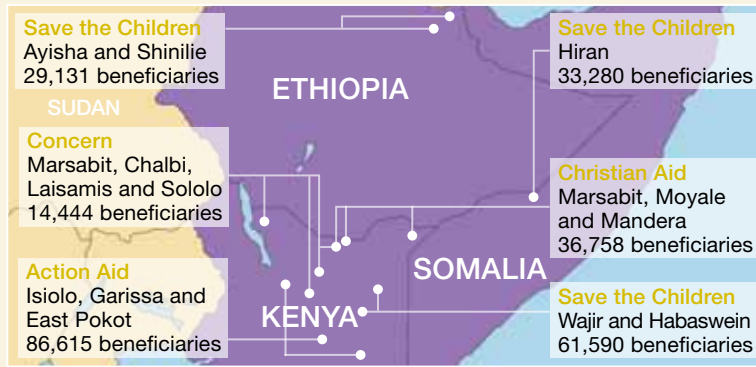 Save the Children
Ayisha and Shinilie
29,131 beneficiaries
SUDAN
Concern
Marsabit, Chalbi,
Laisamis and Sololo
14,444 beneficiaries
Action Aid
Isiolo, Garissa and
East Pokot
86,615 beneficiaries
ETHIOPIA
KENYA
SOMALIA
Save the Children
Hiran
33,280 beneficiaries
Christian Aid
Marsabit, Moyale
and Mandera
36,758 beneficiaries
Save the Children
Wajir and Habaswein
61,590 beneficiaries